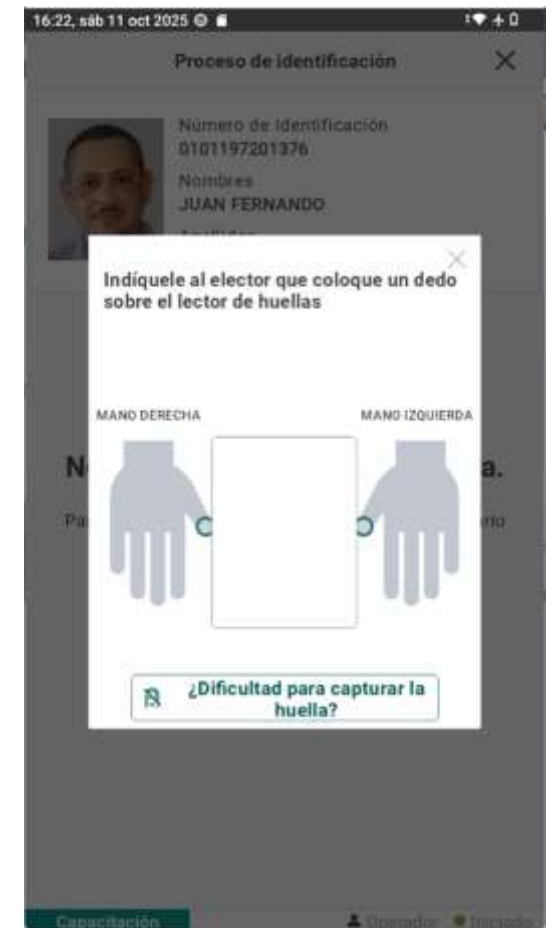 16:22, sáb 11 oct 2025
Proceso de identificación
Número de Identificación
0101197201376
Nombres
JUAN FERNANDO
Indíquele al elector que coloque un dedo
sobre el lector de huellas
MANO DERECHA
MANO IZQUIERDA
¿Dificultad para capturar la
huella?
Capacitación
Operador
Iniciado